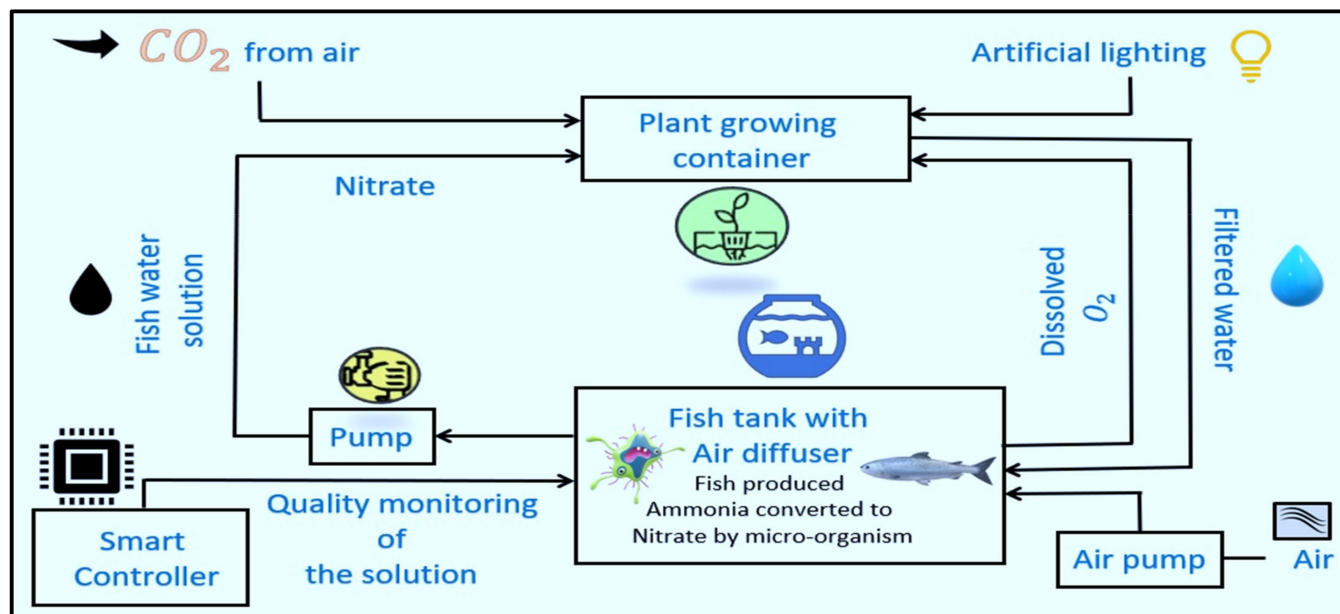 CO₂ from air
Artificial lighting
Plant growing
container
Nitrate
Fish water
solution
Dissolved
O₂
Filtered water
Pump
Fish tank with
Air diffuser
Fish produced
Ammonia converted to
Nitrate by micro-organism
Quality monitoring
of
the solution
Smart
Controller
Air pump
Air